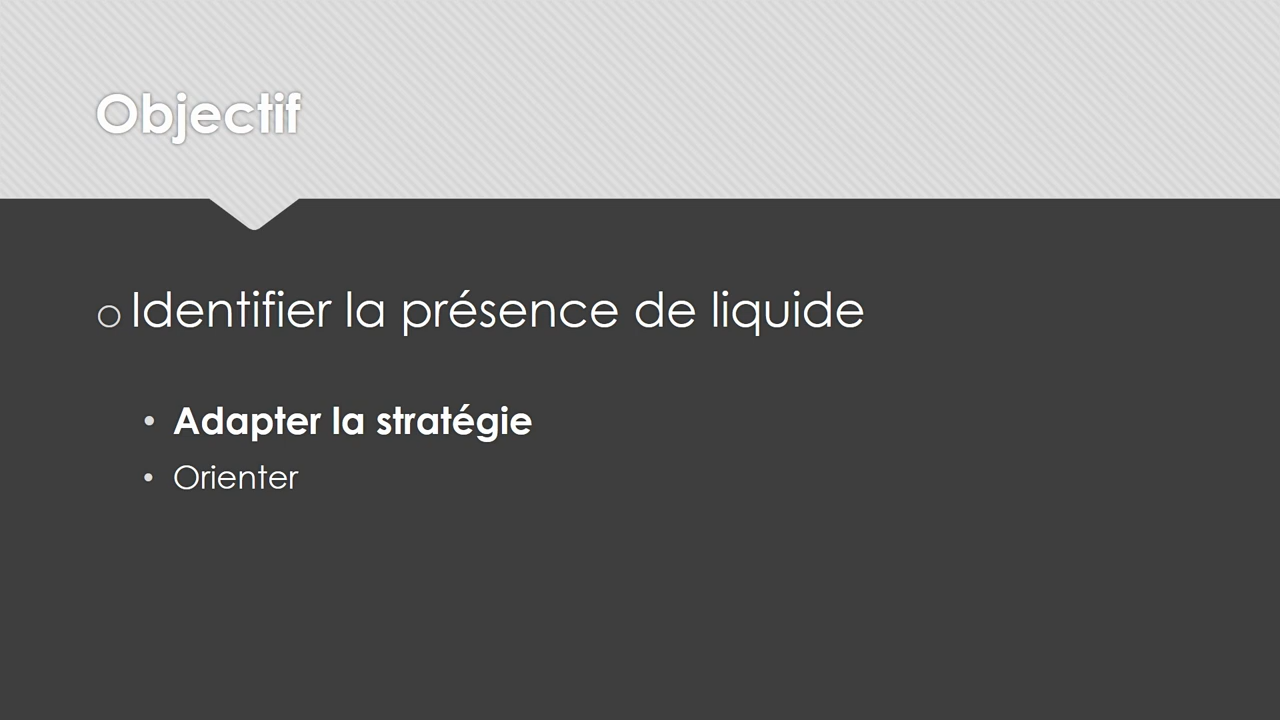 Objectif
o Identifier la présence de liquide
• Adapter la stratégie
• Orienter